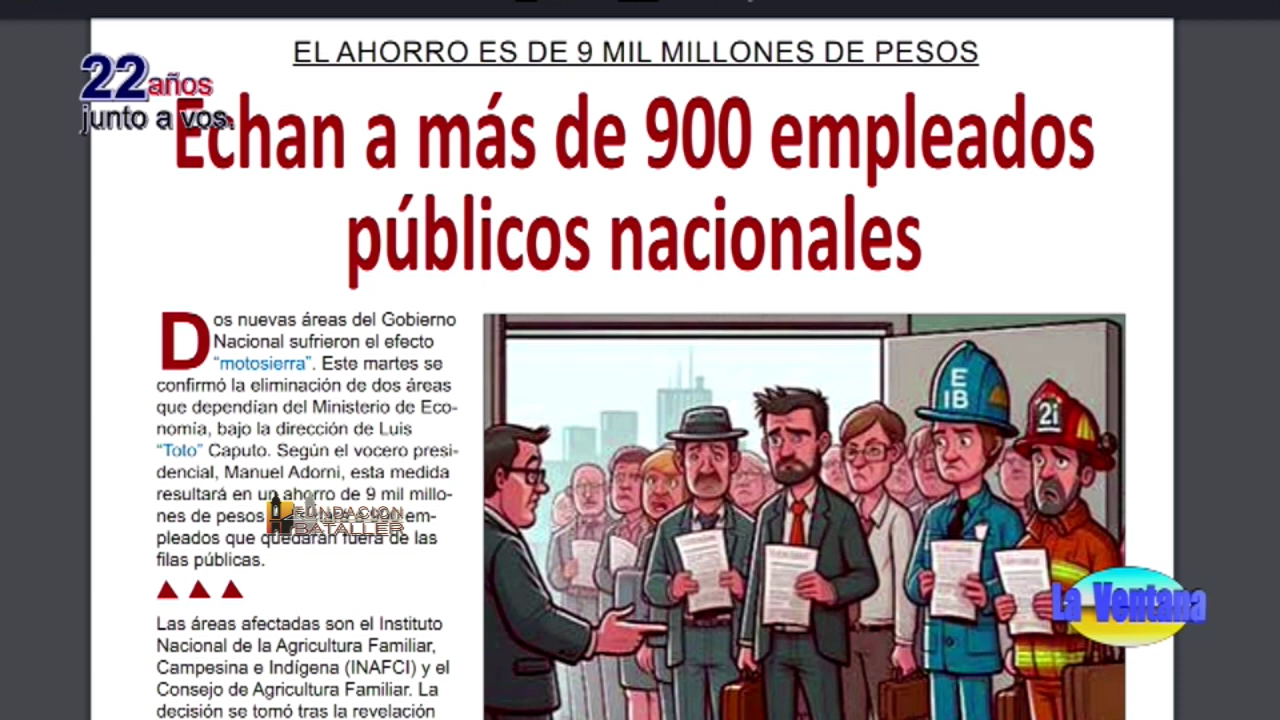 EL AHORRO ES DE 9 MIL MILLONES DE PESOS
22 años
junto a vos.
Echan a más de 900 empleados
públicos nacionales
Dos nuevas áreas del Gobierno
Nacional sufrieron el efecto
“motosierra”. Este martes se
confirmó la eliminación de dos áreas
que dependían del Ministerio de Eco-
nomía, bajo la dirección de Luis
“Toto” Caputo. Según el vocero presi-
dencial, Manuel Adorni, esta medida
resultará en un ahorro de 9 mil millo-
nes de pesos em-
pleados que quedarán fuera de las
filas públicas.
FUNDACION
BATALLER
Las áreas afectadas son el Instituto
Nacional de la Agricultura Familiar,
Campesina e Indígena (INAFCI) y el
Consejo de Agricultura Familiar. La
decisión se tomó tras la revelación
E
IB
2i
La Ventana